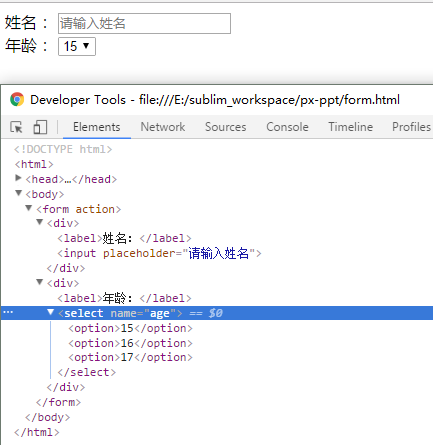 姓名： 请输入姓名
年龄： 15
Developer Tools - file:///E:/sublim_workspace/px-ppt/form.html
Elements Network Sources Console Timeline Profiles
<!DOCTYPE html>
<html>
<head>…</head>
<body>
<form action>
<div>
<label>姓名：</label>
<input placeholder="请输入姓名">
</div>
<div>
<label>年龄：</label>
<select name="age"> == $0
<option>15</option>
<option>16</option>
<option>17</option>
</select>
</div>
</form>
</body>
</html>